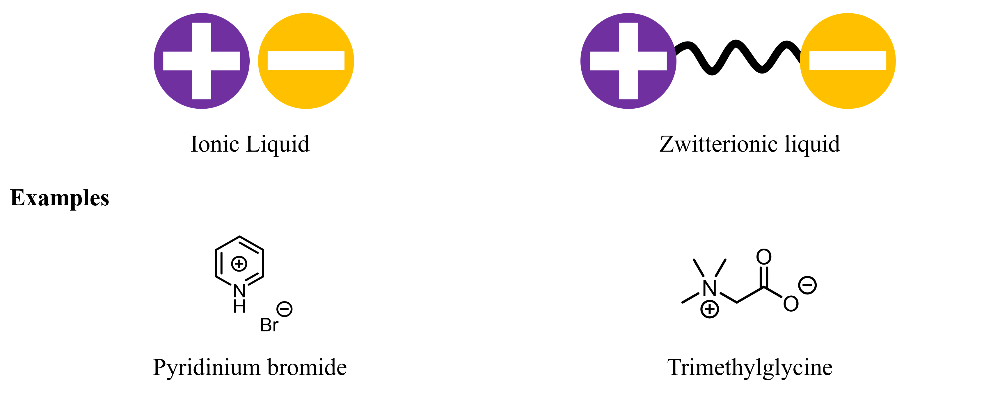 Ionic Liquid
Zwitterionic liquid
Examples
⊕
N
H
Br⊖
O
N
⊕
O⊖
Pyridinium bromide
Trimethylglycine